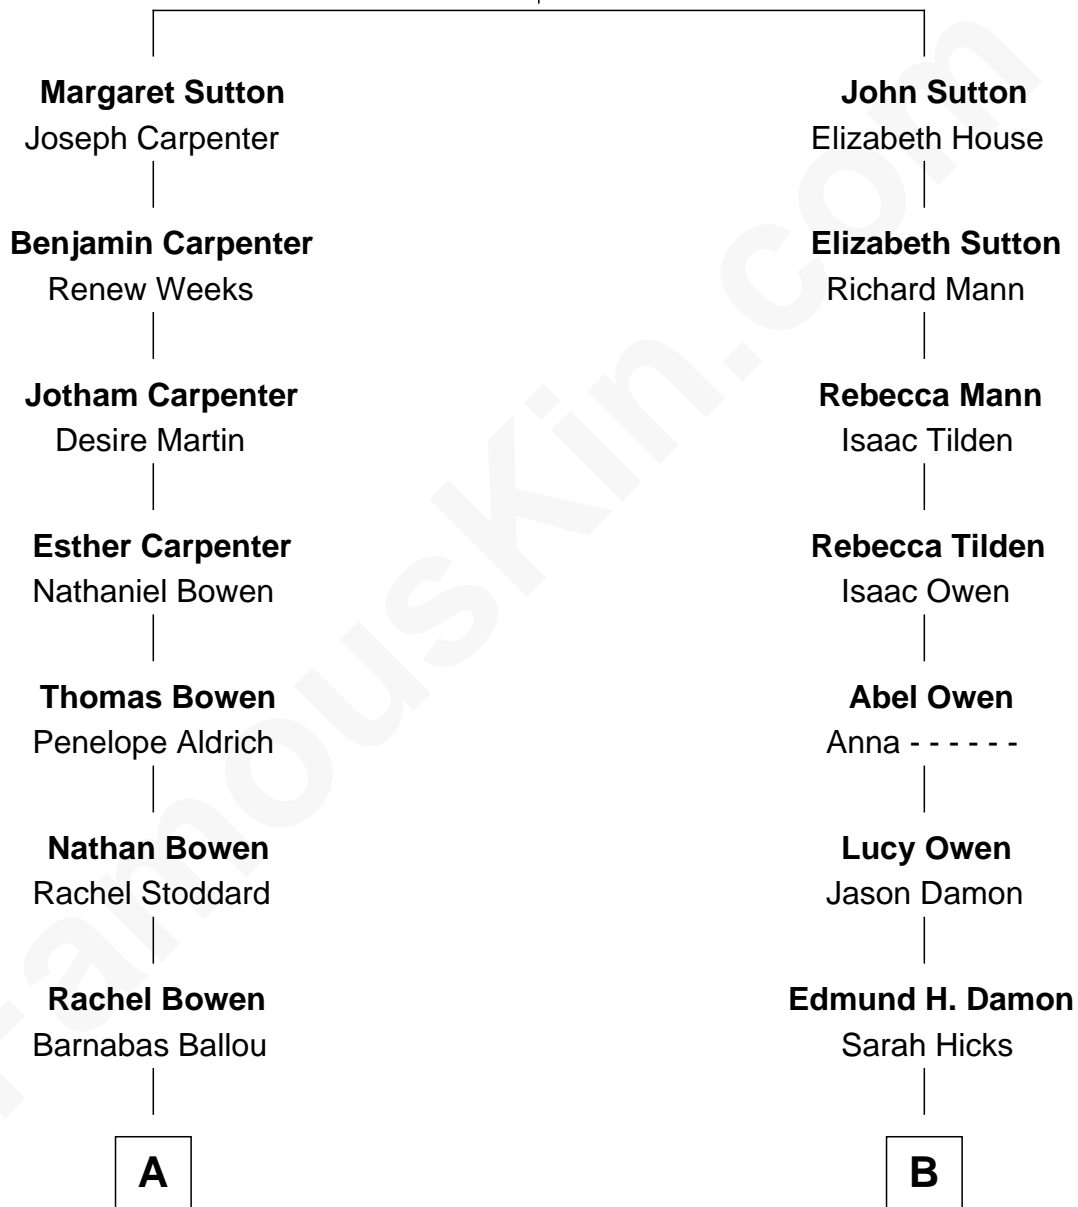 Margaret Sutton
Joseph Carpenter
Benjamin Carpenter
Renew Weeks
Jotham Carpenter
Desire Martin
Esther Carpenter
Nathaniel Bowen
Thomas Bowen
Penelope Aldrich
Nathan Bowen
Rachel Stoddard
Rachel Bowen
Barnabas Ballou
A
John Sutton
Elizabeth House
Elizabeth Sutton
Richard Mann
Rebecca Mann
Isaac Tilden
Rebecca Tilden
Isaac Owen
Abel Owen
Anna - - - - - -
Lucy Owen
Jason Damon
Edmund H. Damon
Sarah Hicks
B
FamousKin.com